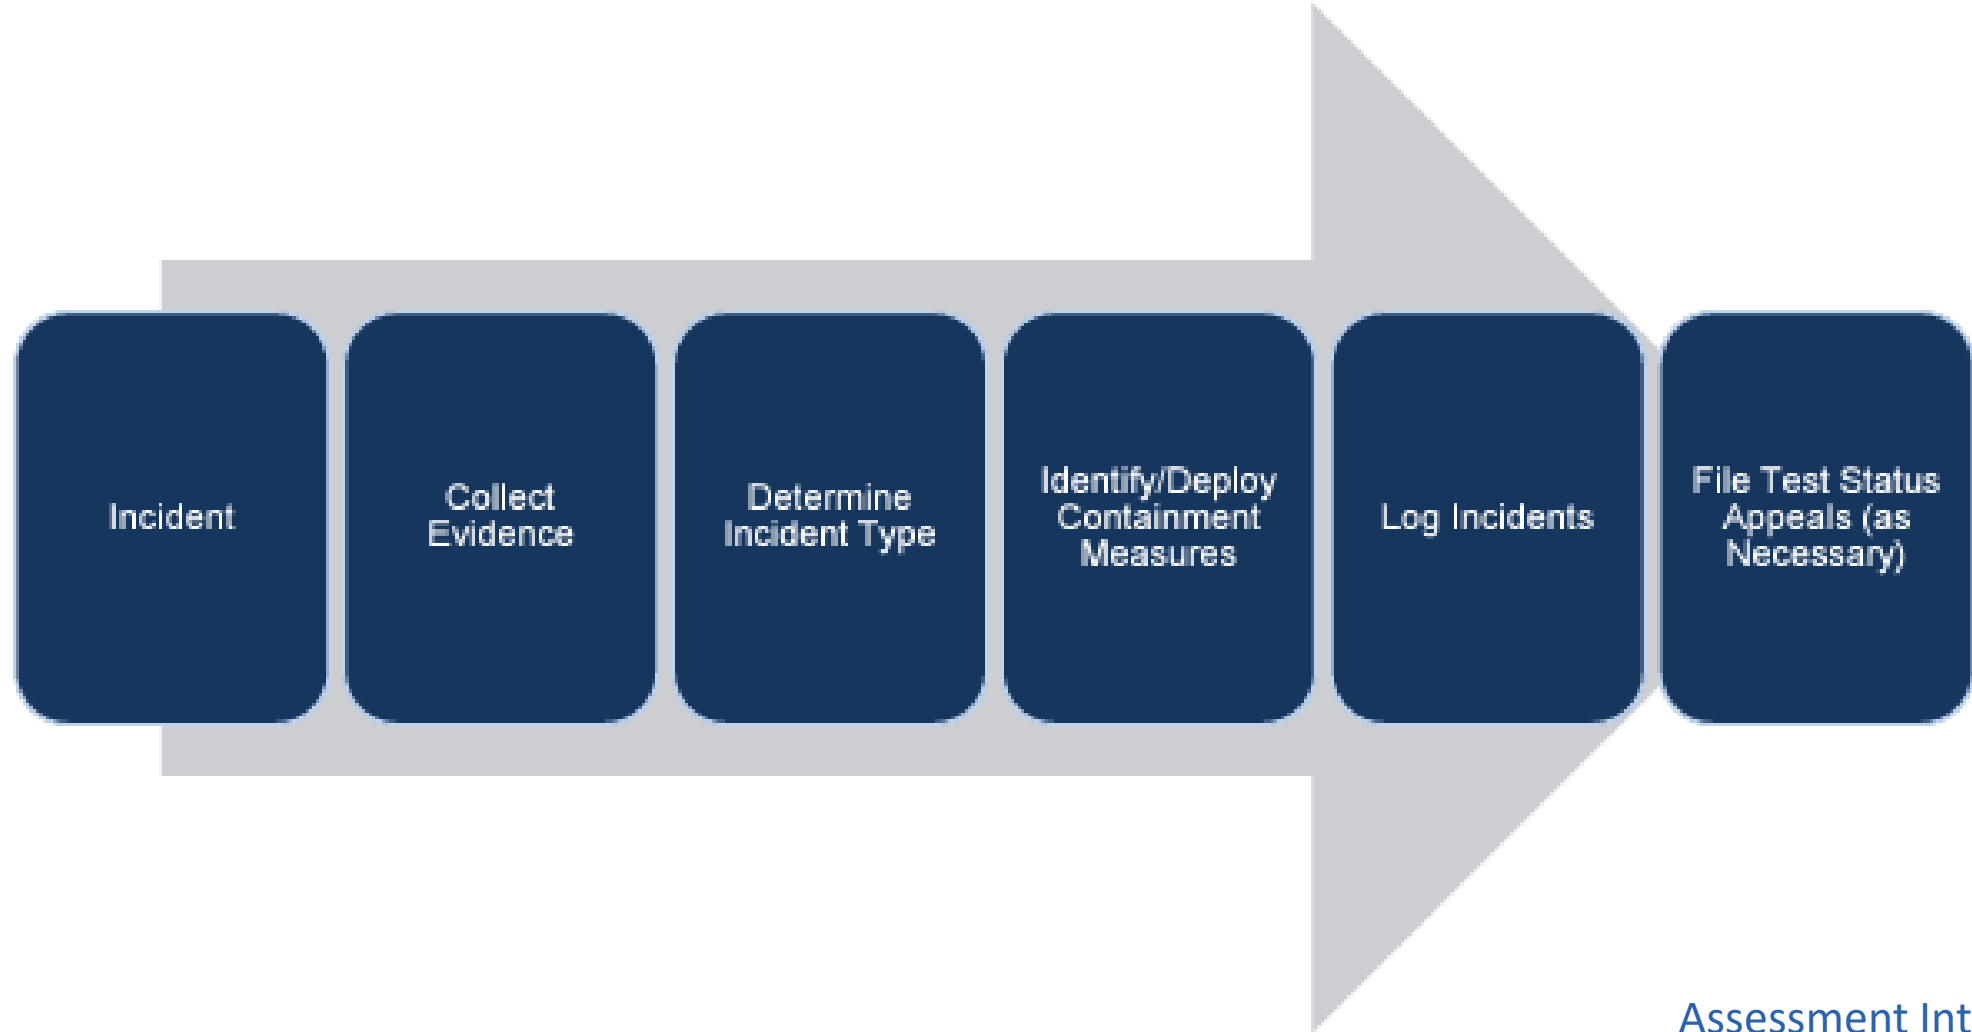 Incident
Collect
Evidence
Determine
Incident Type
Identify/Deploy
Containment
Measures
Log Incidents
File Test Status
Appeals (as
Necessary)
Assessment Int